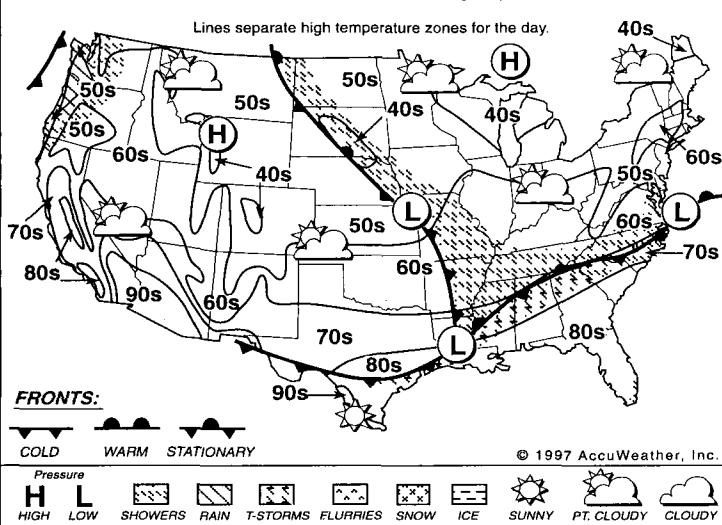 Lines separate high temperature zones for the day.
40s
H
50s
50s
50s
40s
40s
50s
H
60s
40s
50s
60s
50s
60s
L
L
70s
60s
70s
80s
90s
60s
70s
80s
L
80s
90s
FRONTS:
COLD WARM STATIONARY
© 1997 AccuWeather, Inc.
Pressure
H L
HIGH LOW SHOWERS RAIN T-STORMS FLURRIES SNOW ICE SUNNY PT. CLOUDY CLOUDY